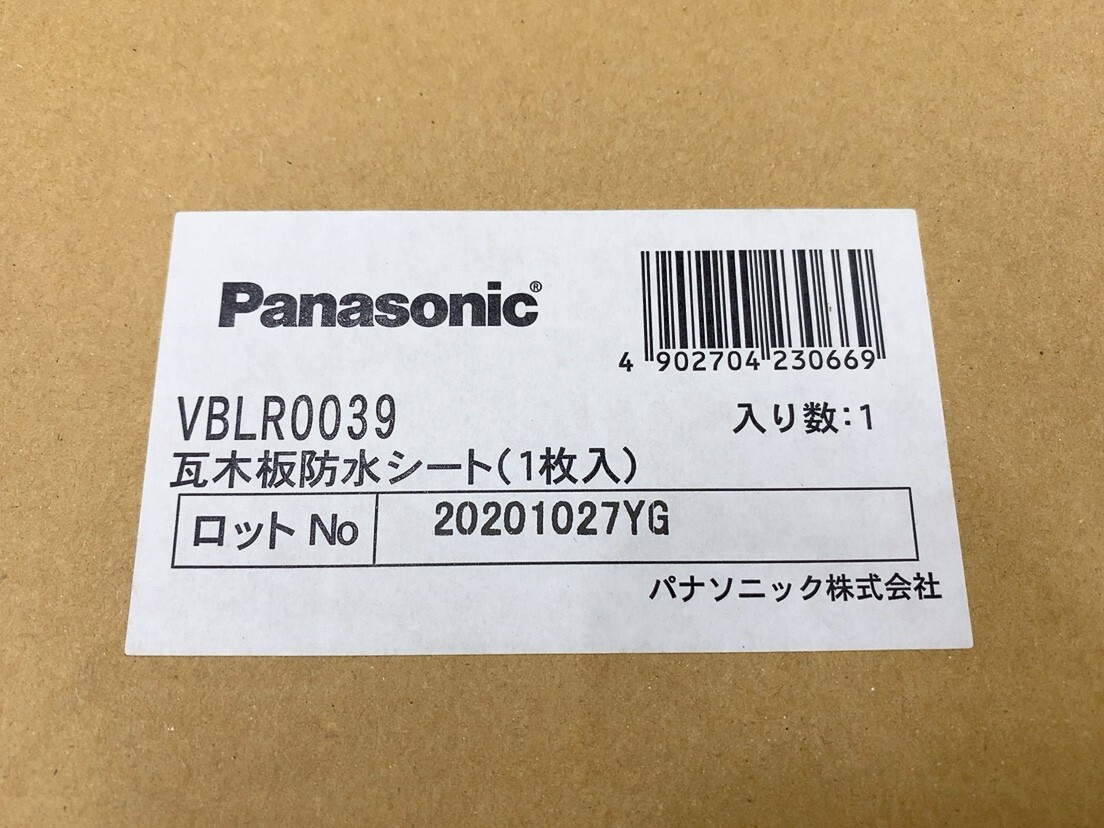 Panasonic®
4 902704 230669
VBLR0039
入り数:1
瓦木板防水シート(1枚入)
ロット No 20201027YG
パナソニック株式会社